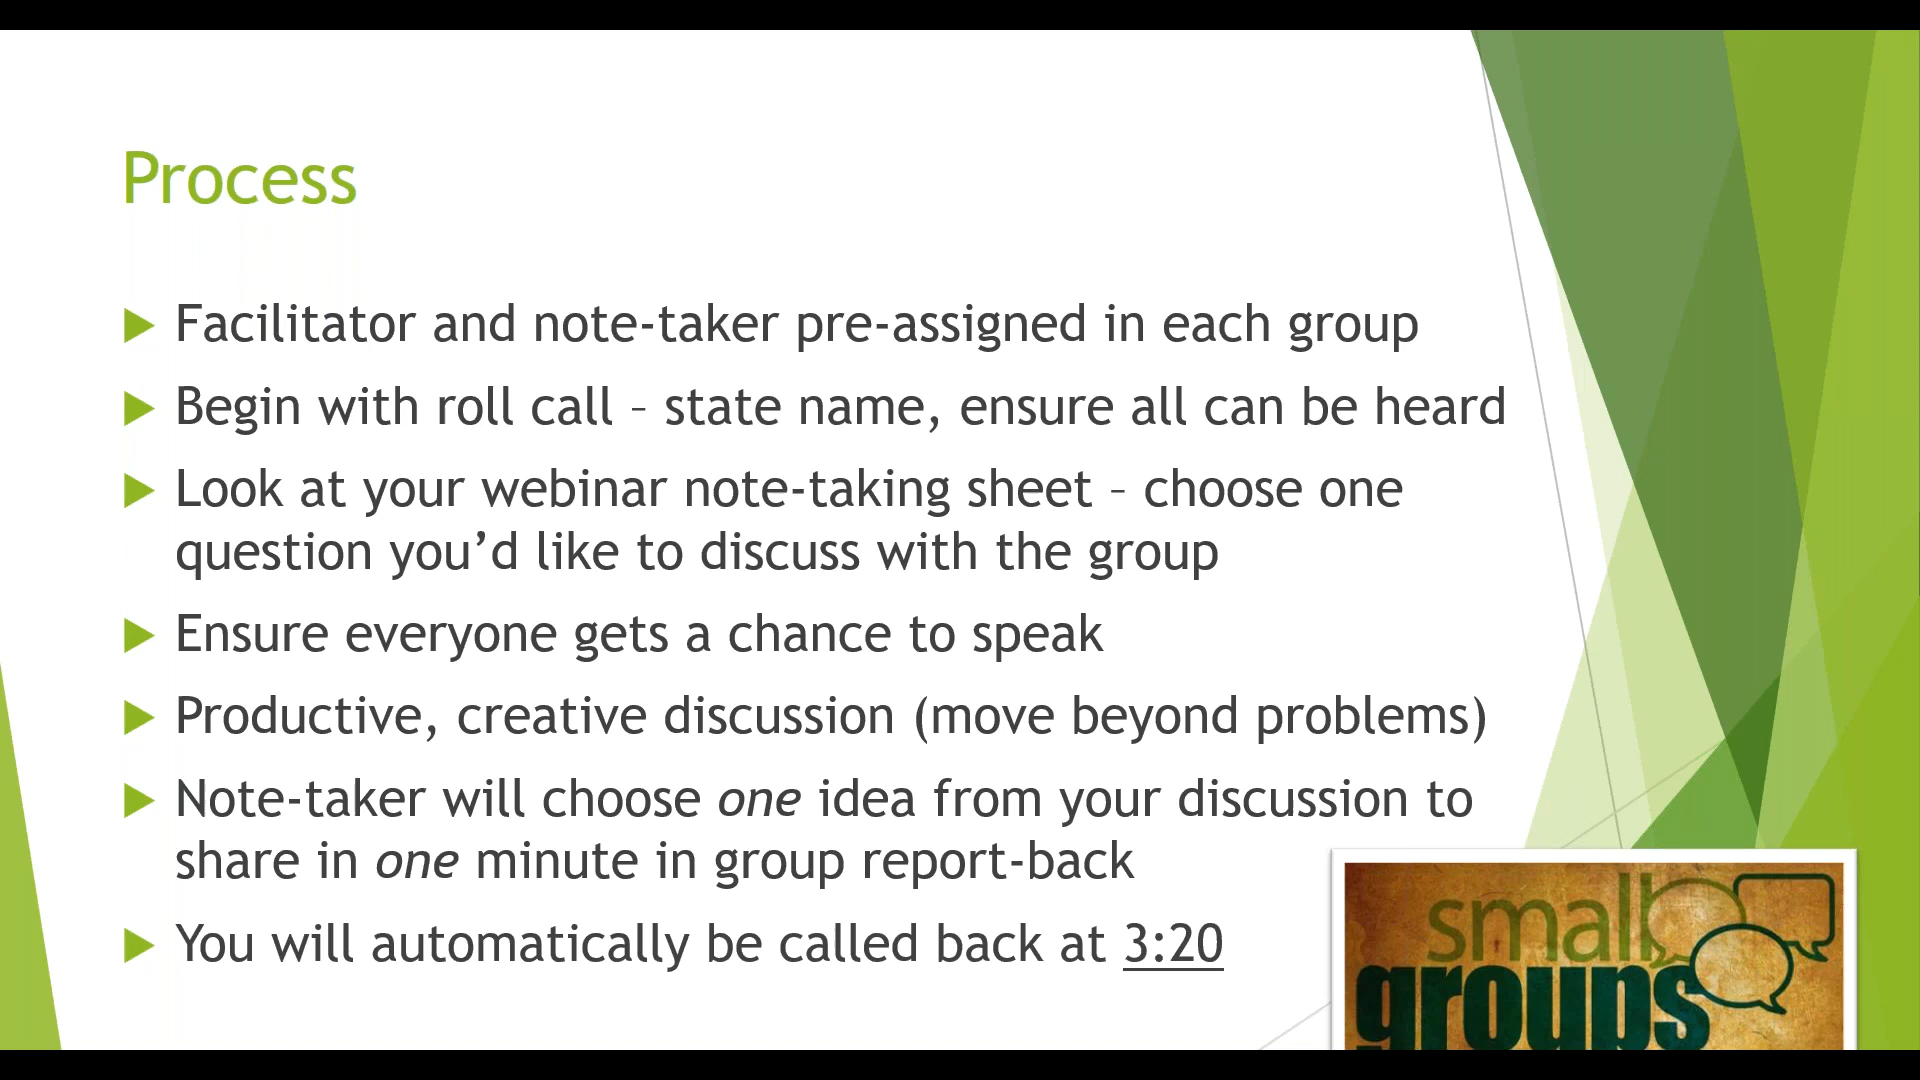 Process
Facilitator and note-taker pre-assigned in each group
Begin with roll call – state name, ensure all can be heard
Look at your webinar note-taking sheet – choose one
question you’d like to discuss with the group
Ensure everyone gets a chance to speak
Productive, creative discussion (move beyond problems)
Note-taker will choose one idea from your discussion to
share in one minute in group report-back
You will automatically be called back at 3:20
small
groups